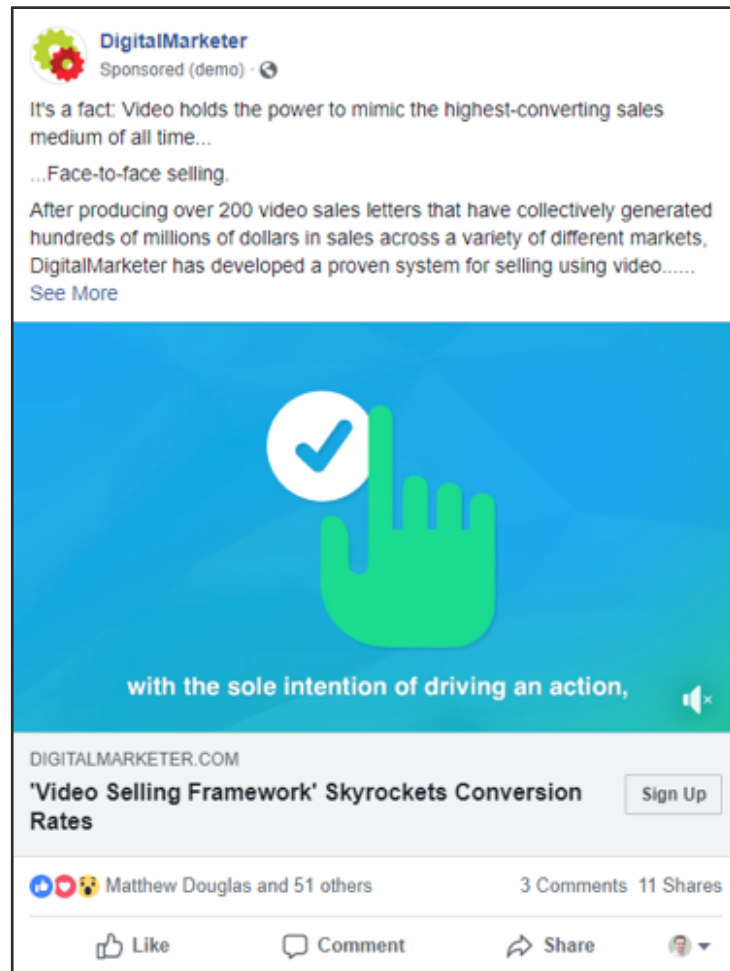 DigitalMarketer
Sponsored (demo) ·
It's a fact: Video holds the power to mimic the highest-converting sales
medium of all time...
...Face-to-face selling.
After producing over 200 video sales letters that have collectively generated
hundreds of millions of dollars in sales across a variety of different markets,
DigitalMarketer has developed a proven system for selling using video......
See More
with the sole intention of driving an action,
DIGITALMARKETER.COM
'Video Selling Framework' Skyrockets Conversion
Rates
Sign Up
Matthew Douglas and 51 others
3 Comments 11 Shares
Like
Comment
Share